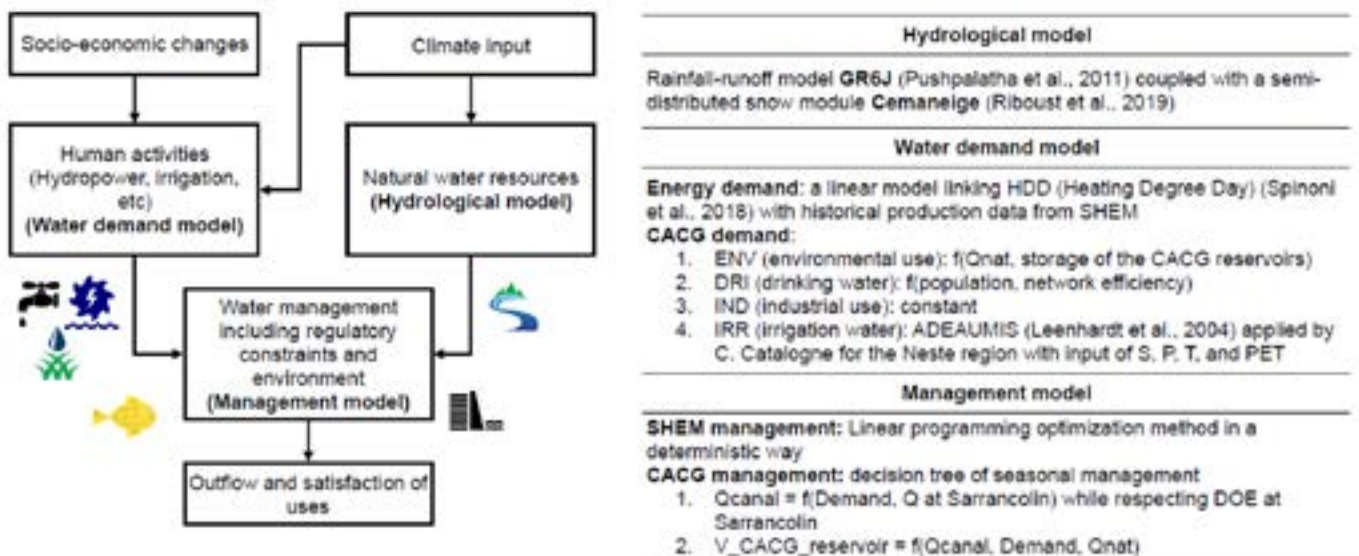 Socio-economic changes
Climate input
Human activities
(Hydropower, irrigation,
etc)
(Water demand model)
Natural water resources
(Hydrological model)
Water management
including regulatory
constraints and
environment
(Management model)
Outflow and satisfaction of
uses
Hydrological model
Rainfall-runoff model GR6J (Pushpalatha et al., 2011) coupled with a semi-
distributed snow module Cemaneige (Riboust et al., 2019)
Water demand model
Energy demand: a linear model linking HDD (Heating Degree Day) (Spinoni
et al., 2018) with historical production data from SHEM
CACG demand:
1. ENV (environmental use): f(Qnat, storage of the CACG reservoirs)
2. DRI (drinking water): f(population, network efficiency)
3. IND (industrial use): constant
4. IRR (irrigation water): ADEAUMIS (Leenhardt et al., 2004) applied by
C. Catalogne for the Neste region with input of S, P, T, and PET
Management model
SHEM management: Linear programming optimization method in a
deterministic way
CACG management: decision tree of seasonal management
1. Qcanal = f(Demand, Q at Sarrancolin) while respecting DOE at
Sarrancolin
2. V_CACG_reservoir = f(Qcanal, Demand, Qnat)